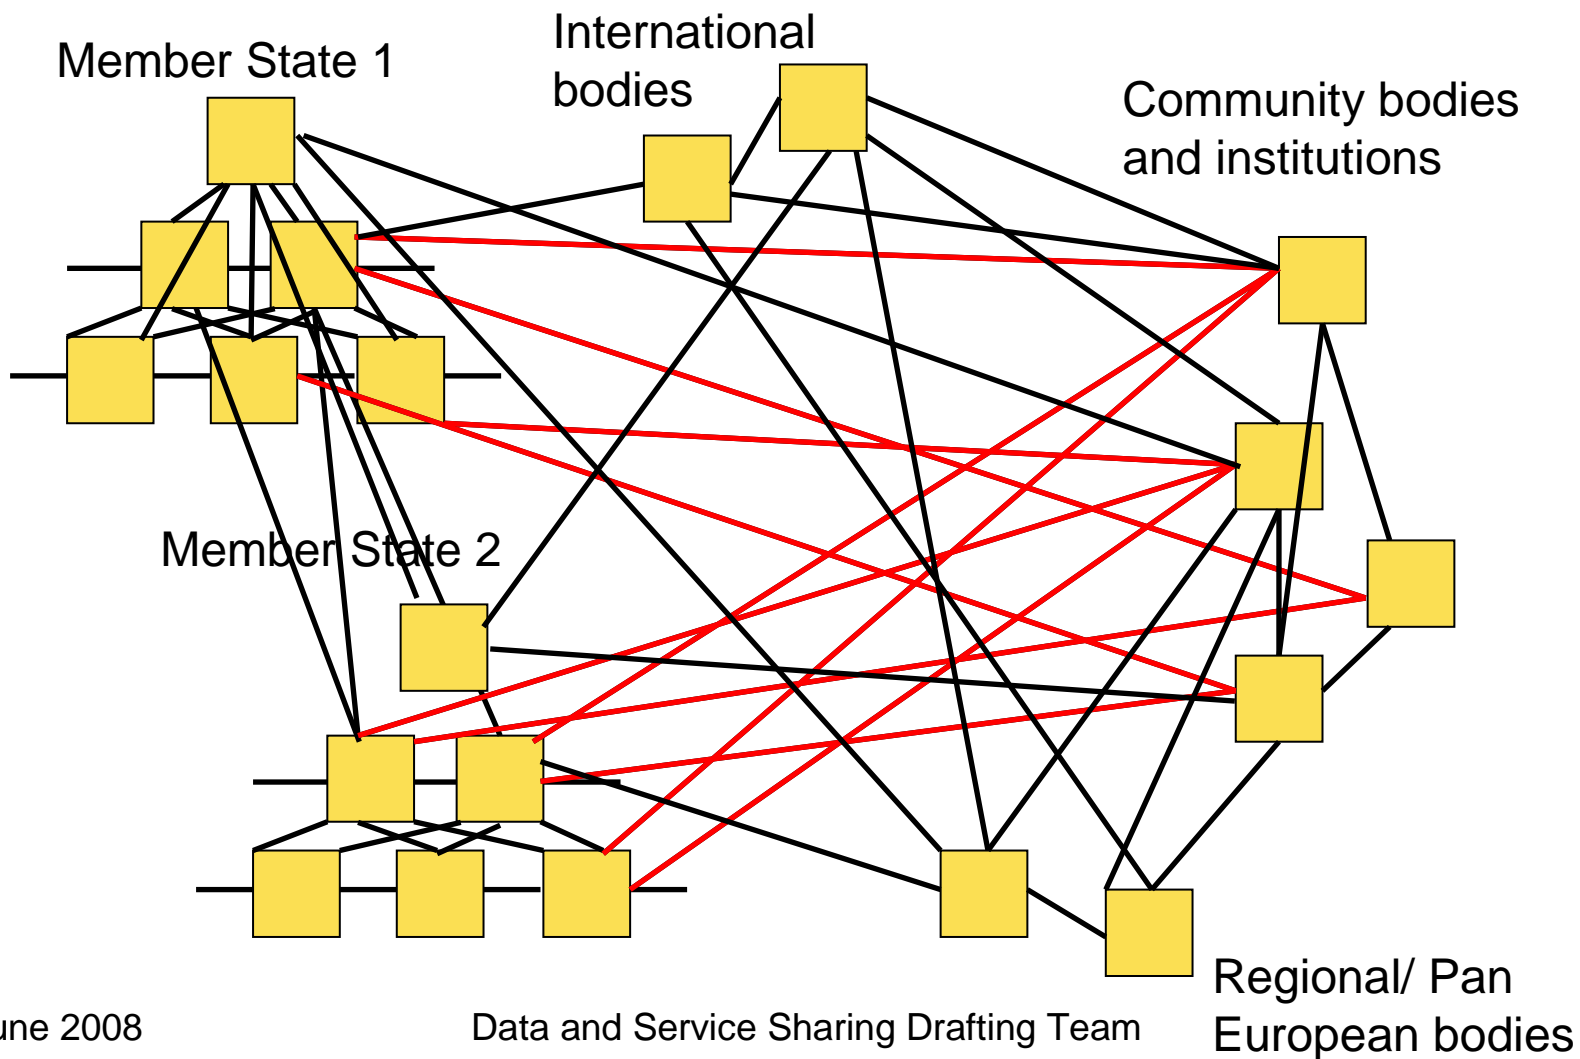 International
bodies
Member State 1
Community bodies
and institutions
Member State 2
Regional/ Pan
European bodies
une 2008
Data and Service Sharing Drafting Team